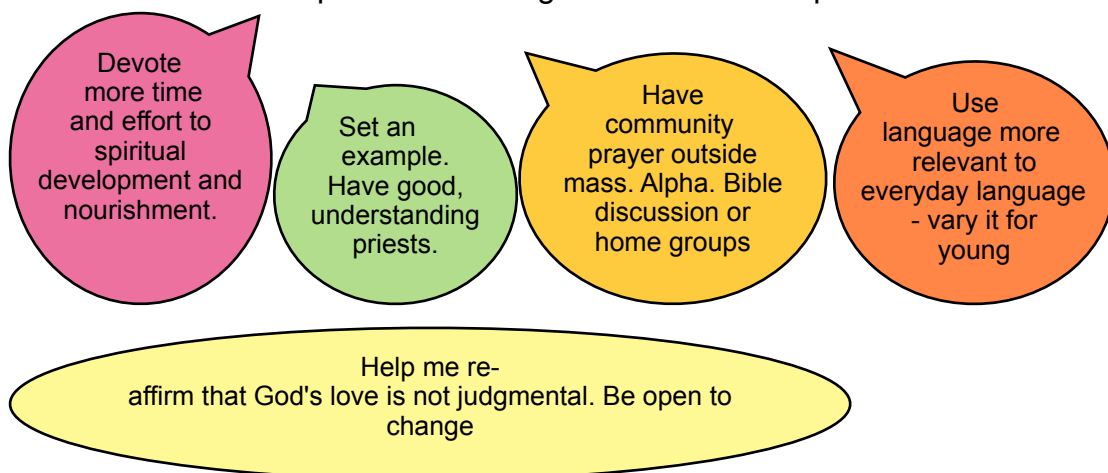 Devote
more time
and effort to
spiritual
development and
nourishment.
Set an
example.
Have good,
understanding
priests.
Have
community
prayer outside
mass. Alpha. Bible
discussion or
home groups
Use
language more
relevant to
everyday language
- vary it for
young
Help me re-
affirm that God's love is not judgmental. Be open to
change